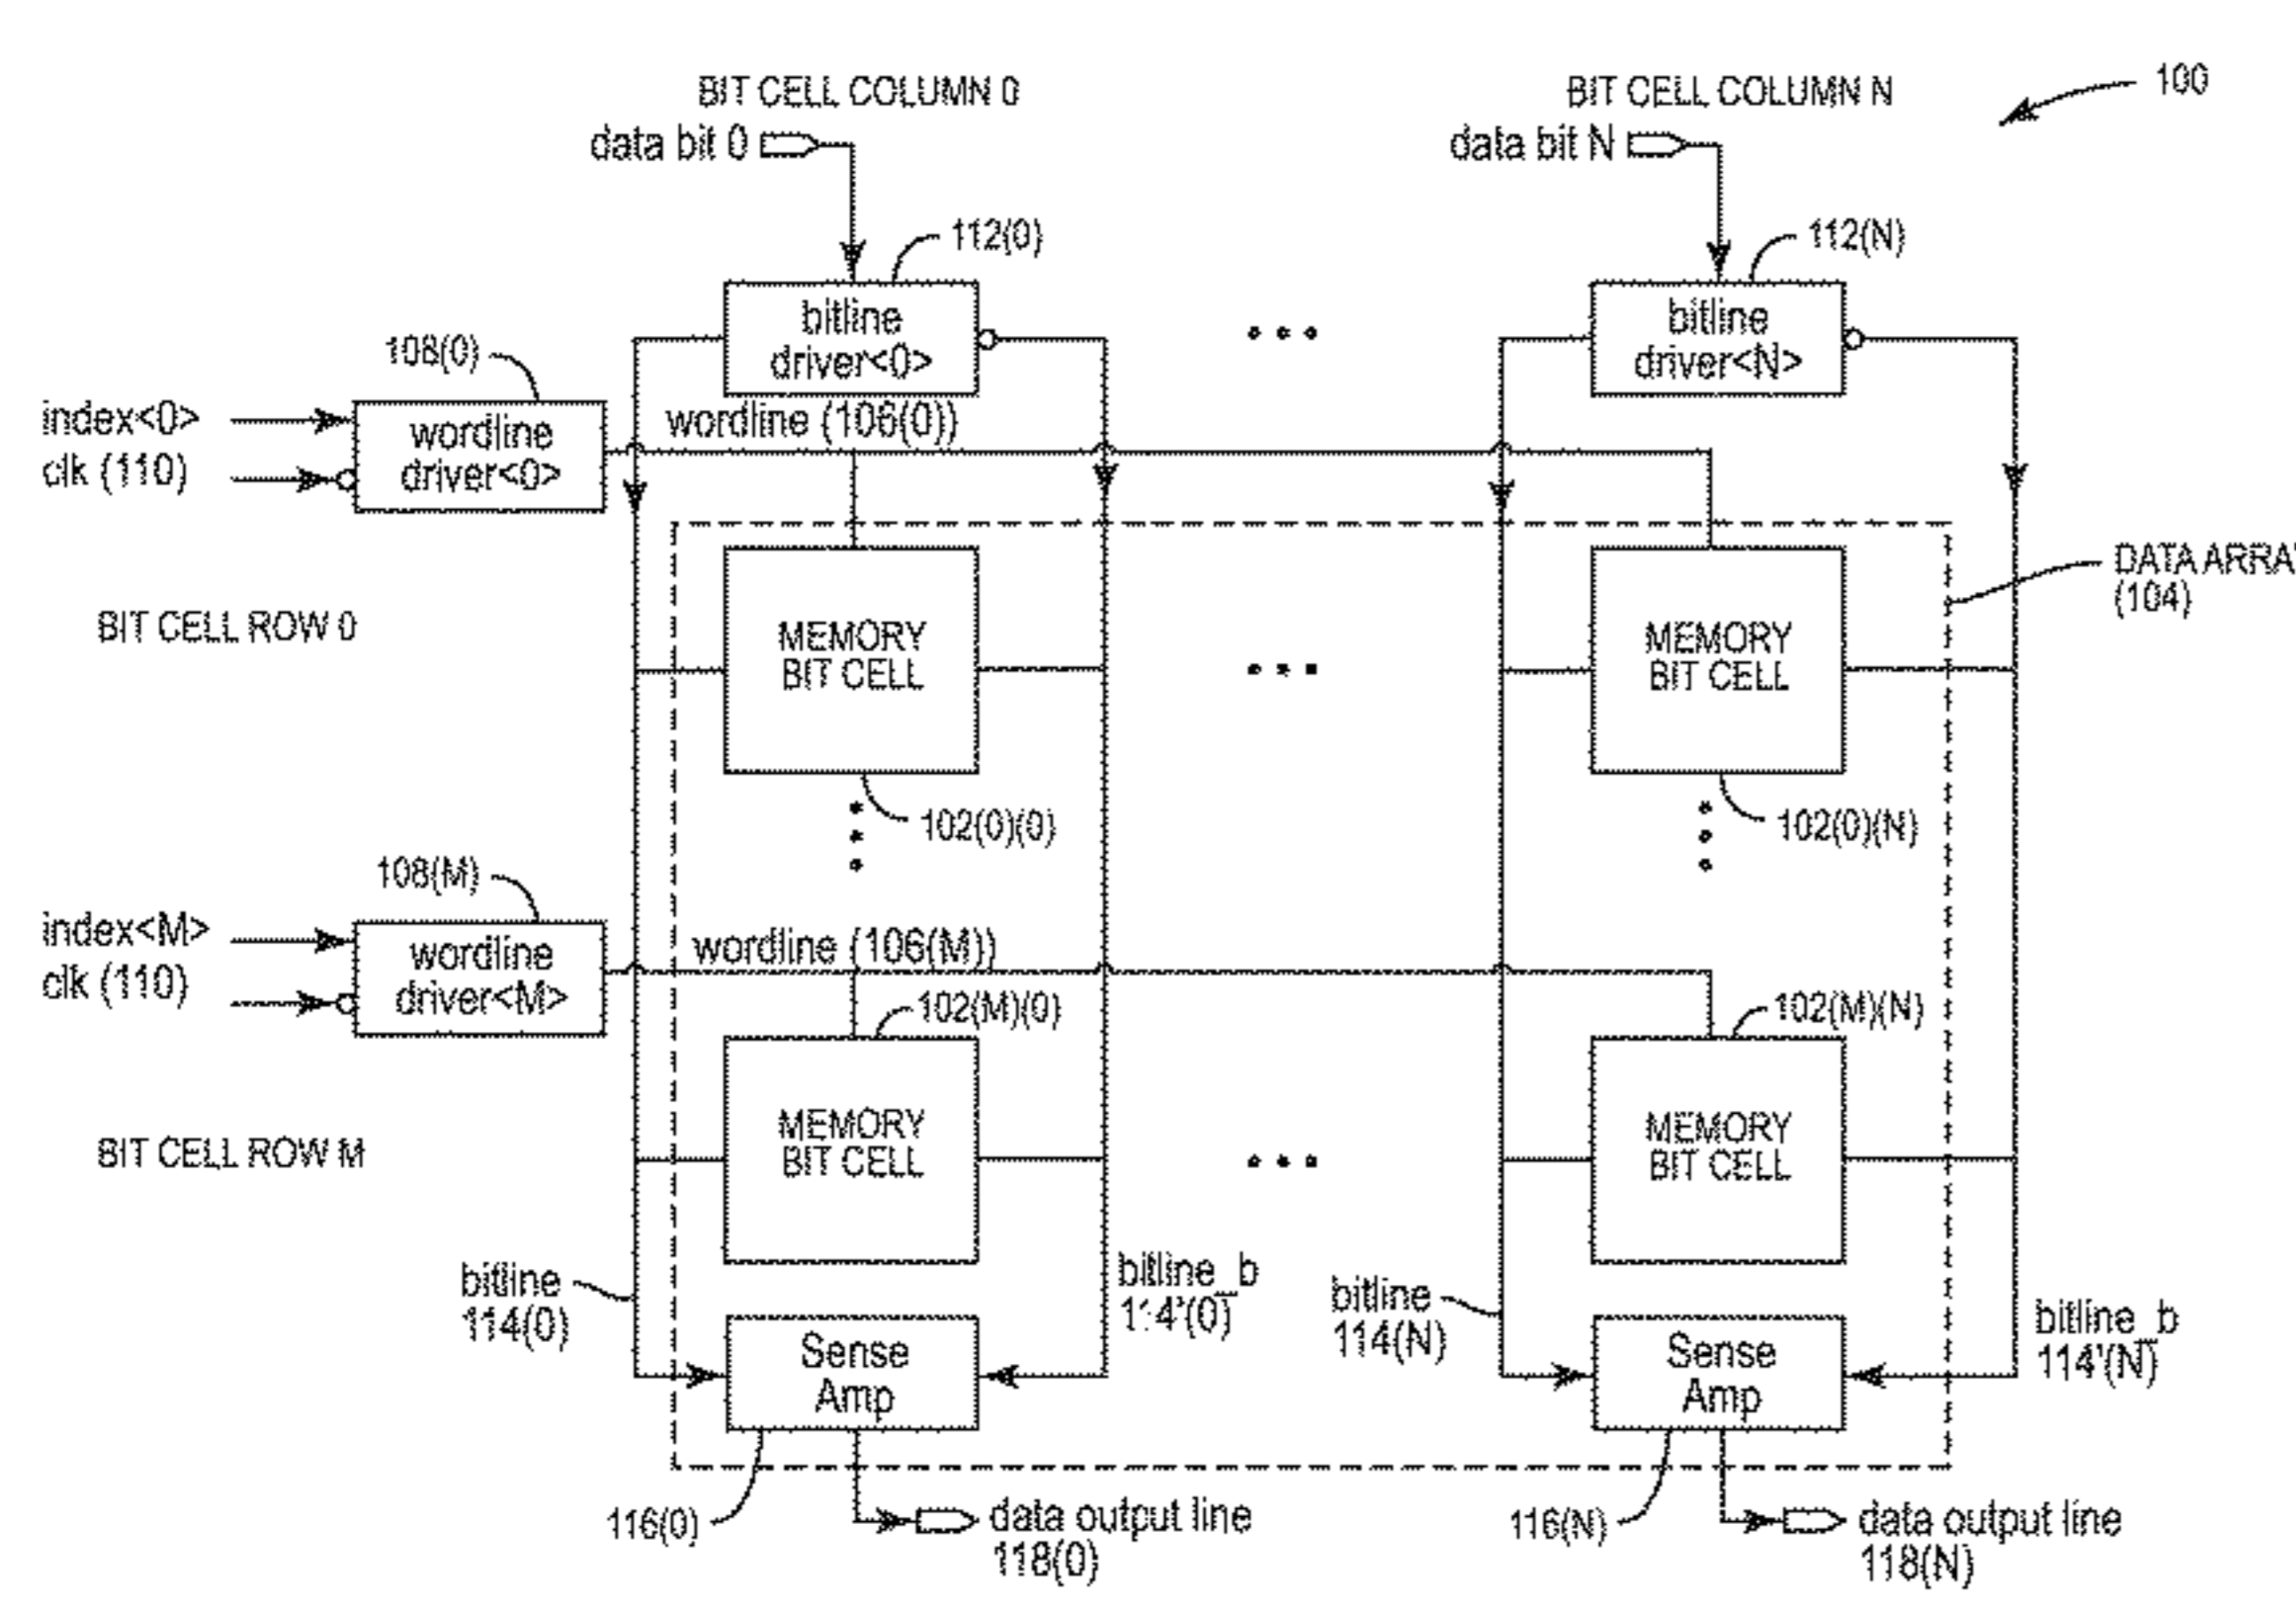 BIT CELL COLUMN 0
BIT CELL COLUMN N
100
data bit 0
data bit N
112(0)
112(N)
bitline
driver<0>
bitline
driver<N>
108(0)
index<0>
clk (110)
wordline
driver<0>
wordline (106(0))
DATA ARRA
(104)
BIT CELL ROW 0
MEMORY
BIT CELL
MEMORY
BIT CELL
102(0)(0)
102(0)(N)
108(M)
index<M>
clk (110)
wordline
driver<M>
wordline (106(M))
102(M)(0)
102(M)(N)
BIT CELL ROW M
MEMORY
BIT CELL
MEMORY
BIT CELL
bitline
114(0)
bitline_b
114'(0)
bitline
114(N)
bitline_b
114'(N)
Sense
Amp
Sense
Amp
116(0)
data output line
118(0)
116(N)
data output line
118(N)